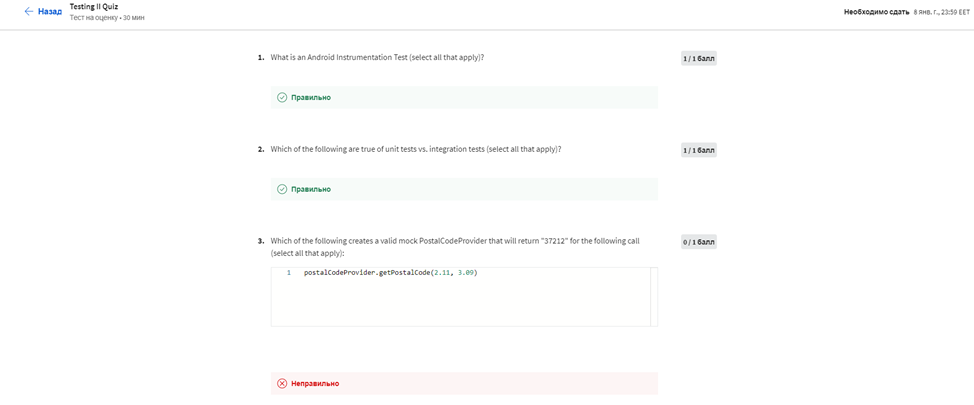 Назад
Testing II Quiz
Тест на оценку • 30 мин
Необходимо сдать 8 янв. г., 23:59 EET
1. What is an Android Instrumentation Test (select all that apply)?
1 / 1 балл
Правильно
2. Which of the following are true of unit tests vs. integration tests (select all that apply)?
1 / 1 балл
Правильно
3. Which of the following creates a valid mock PostalCodeProvider that will return "37212" for the following call
(select all that apply):
0 / 1 балл
1 postalCodeProvider.getPostalCode(2.11, 3.09)
Неправильно